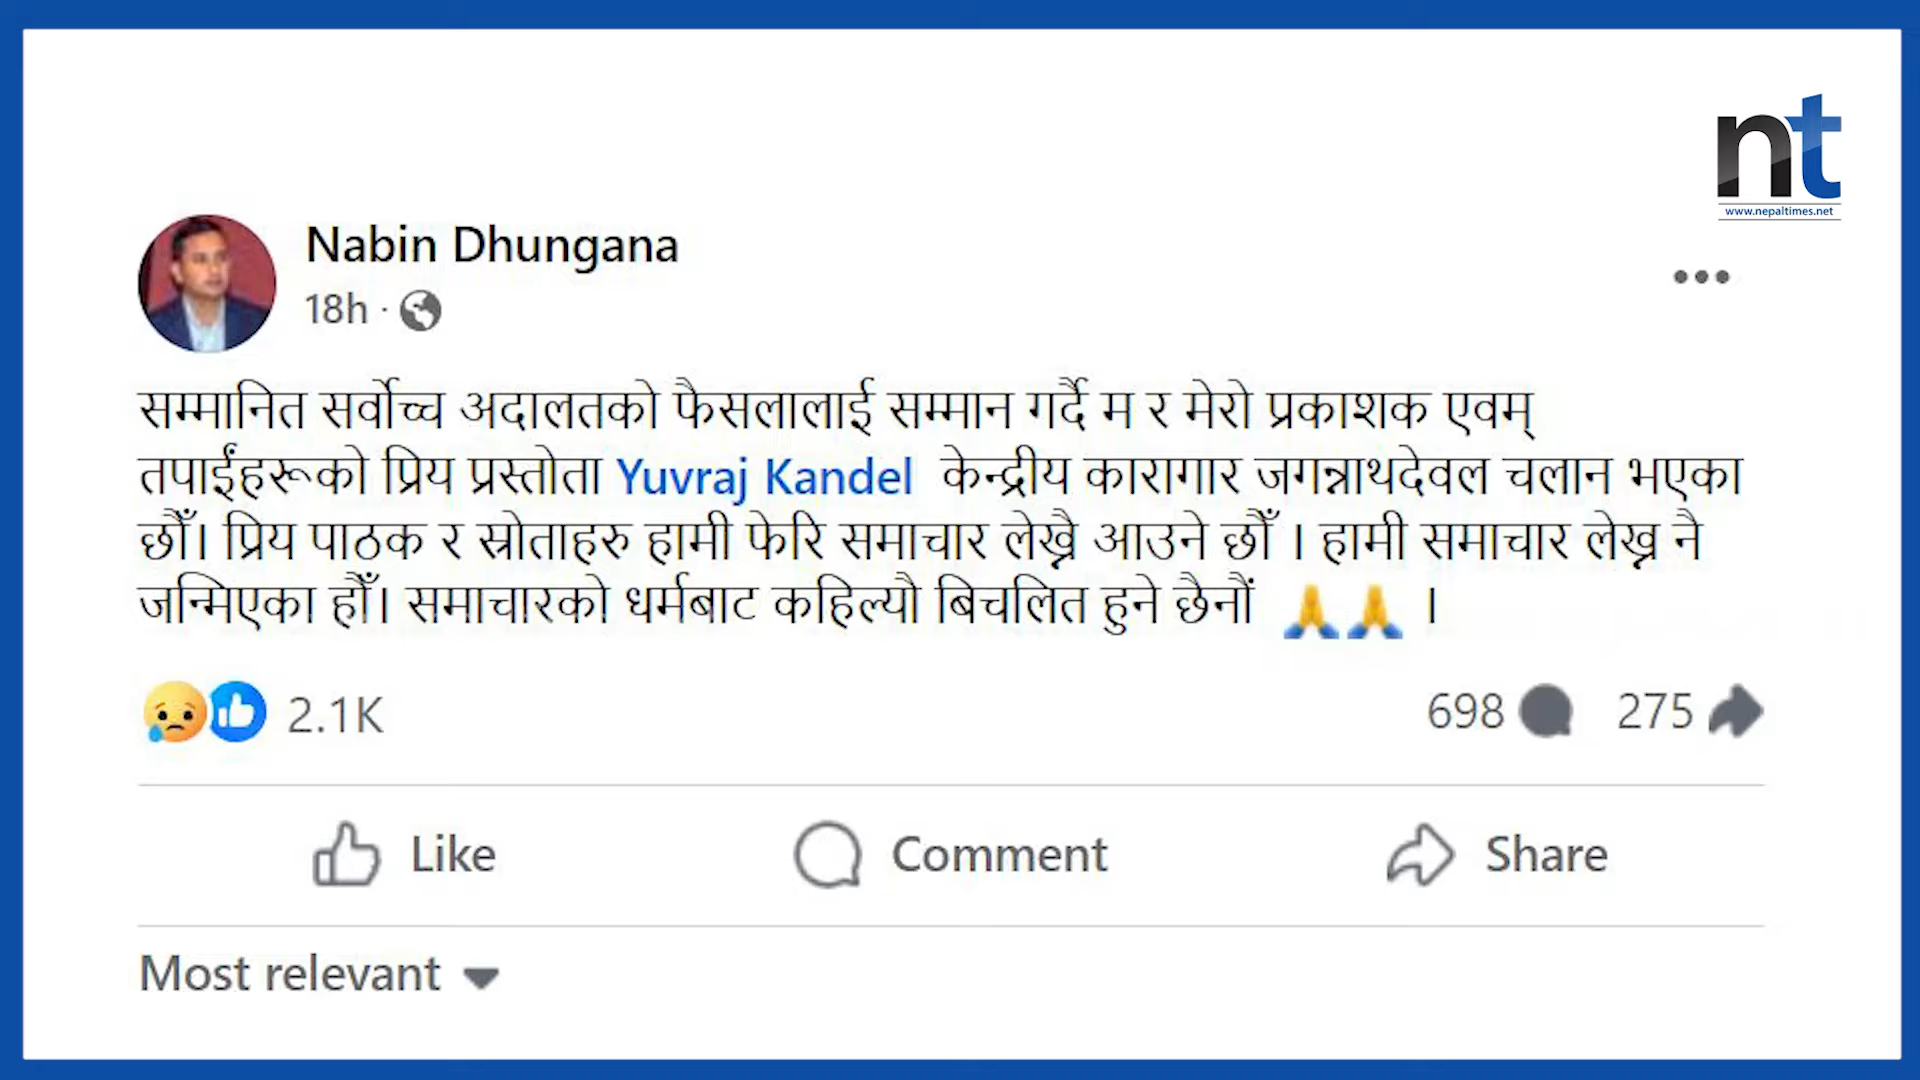 nt
www.nepaltimes.net
Nabin Dhungana
18h ·
सम्मानित सर्वोच्च अदालतको फैसलालाई सम्मान गर्दै म र मेरो प्रकाशक एवम्
तपाईंहरूको प्रिय प्रस्तोता Yuvraj Kandel केन्द्रीय कारागार जगन्नाथदेवल चलान भएका
छौँ। प्रिय पाठक र स्रोताहरु हामी फेरि समाचार लेख्नै आउने छौँ । हामी समाचार लेख्न नै
जन्मिएका हौँ। समाचारको धर्मबाट कहिल्यौ बिचलित हुने छैनौं 🙏🙏 ।
2.1K 698 275
Like Comment Share
Most relevant